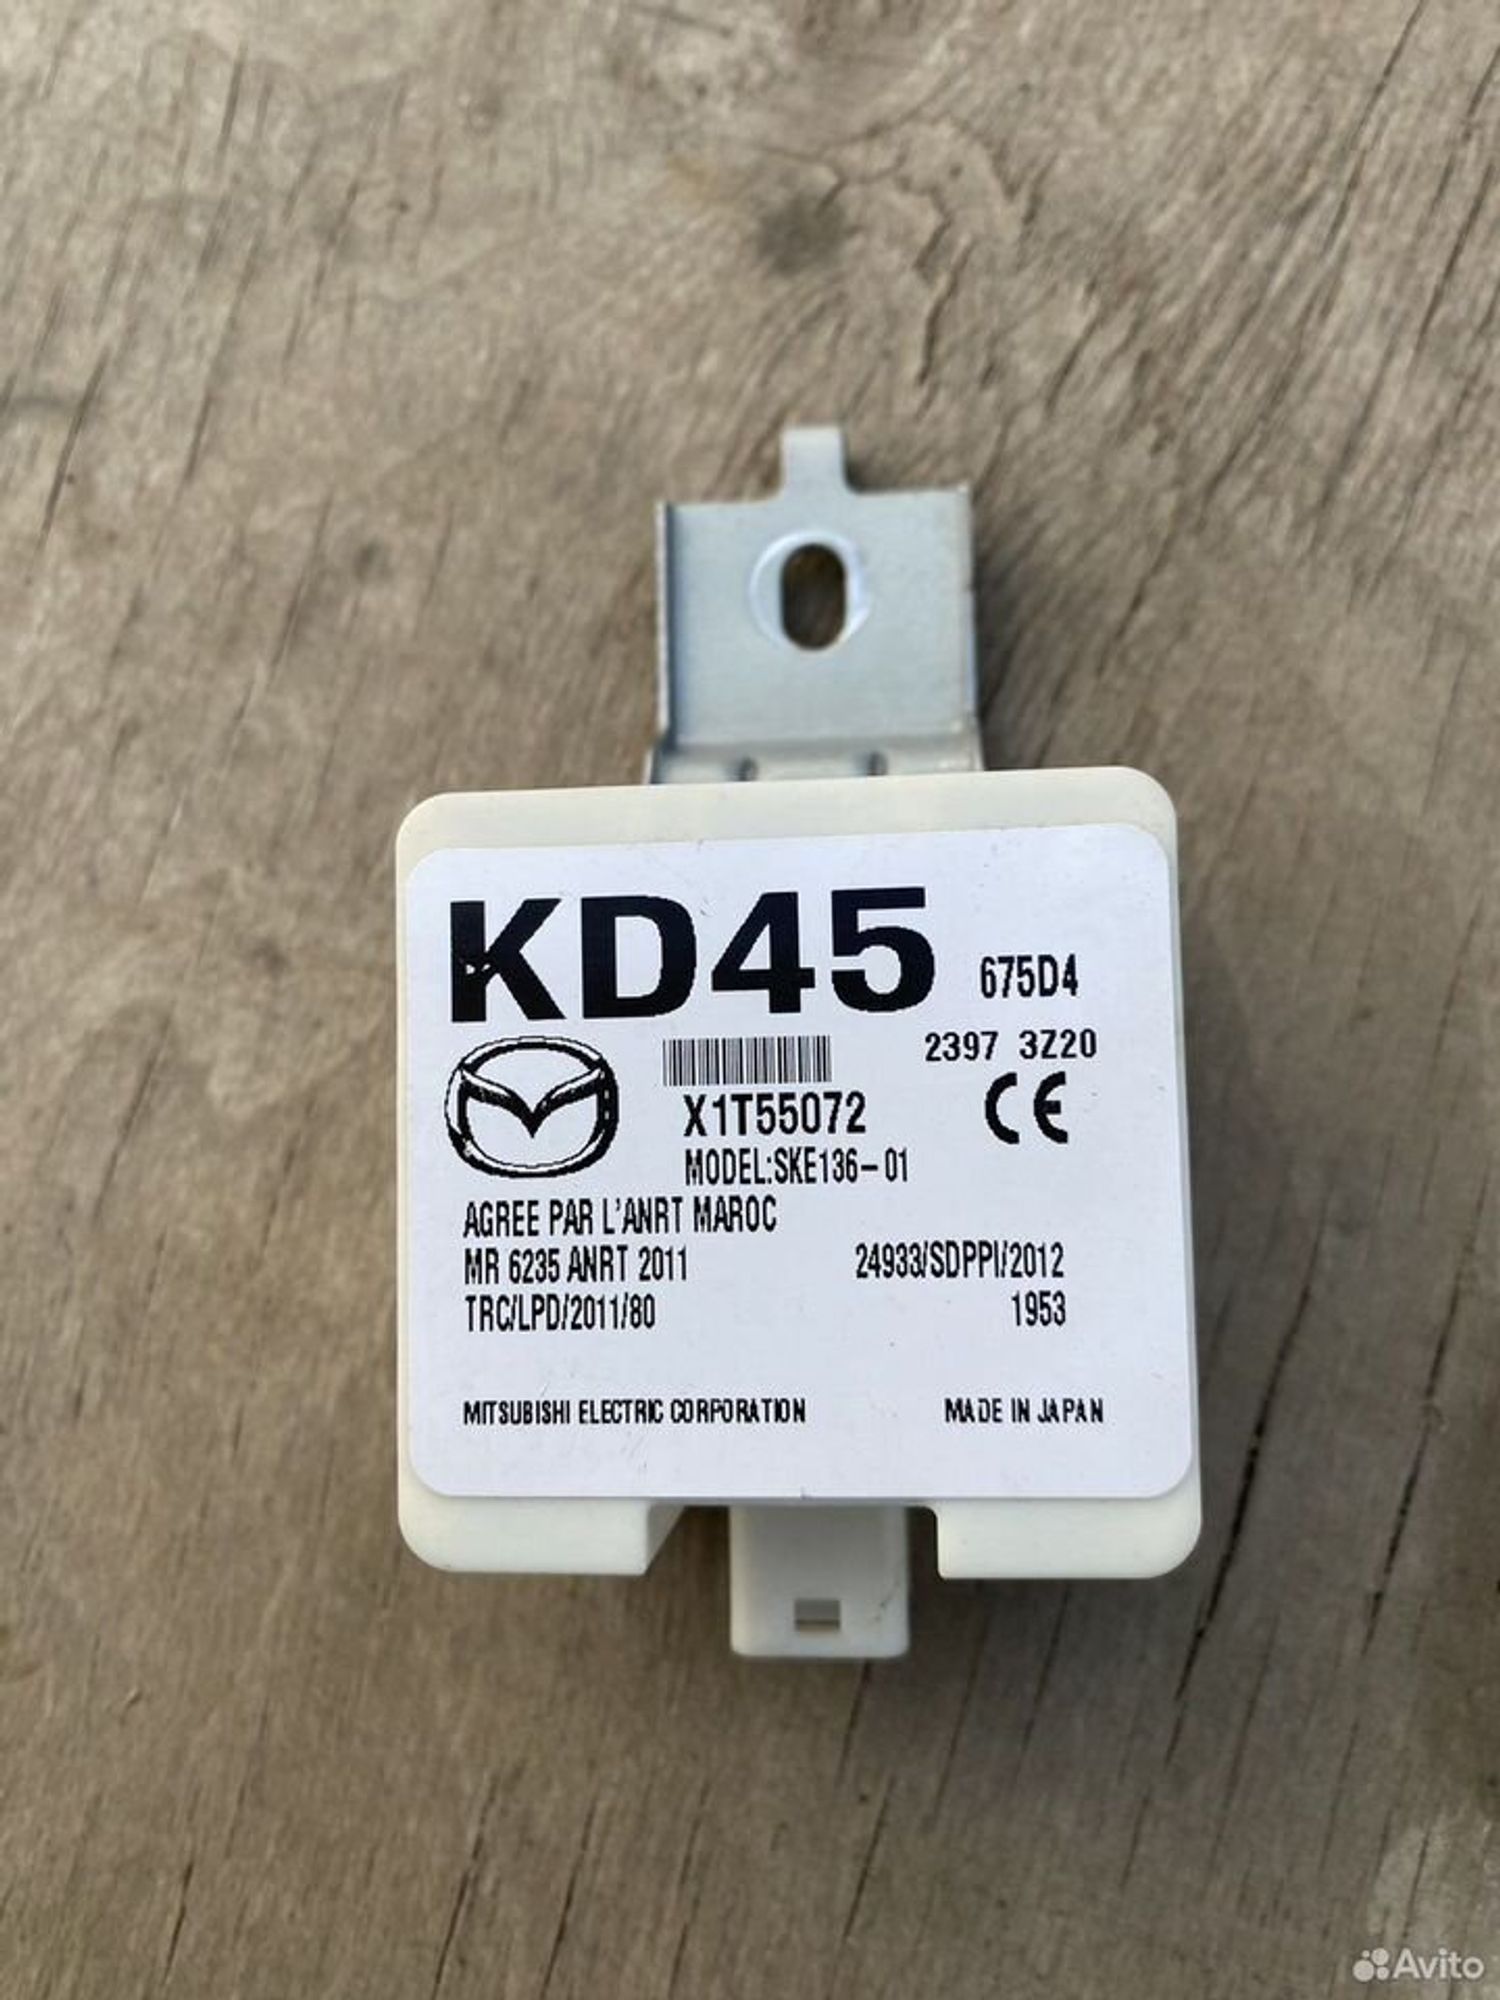 KD45 675D4
2397 3Z20
X1T55072
CE
MODEL:SKE136-01
AGREE PAR L'ANRT MAROC
MR 6235 ANRT 2011 24933/SDPPI/2012
TRC/LPD/2011/80 1953
MITSUBISHI ELECTRIC CORPORATION MADE IN JAPAN
Avito